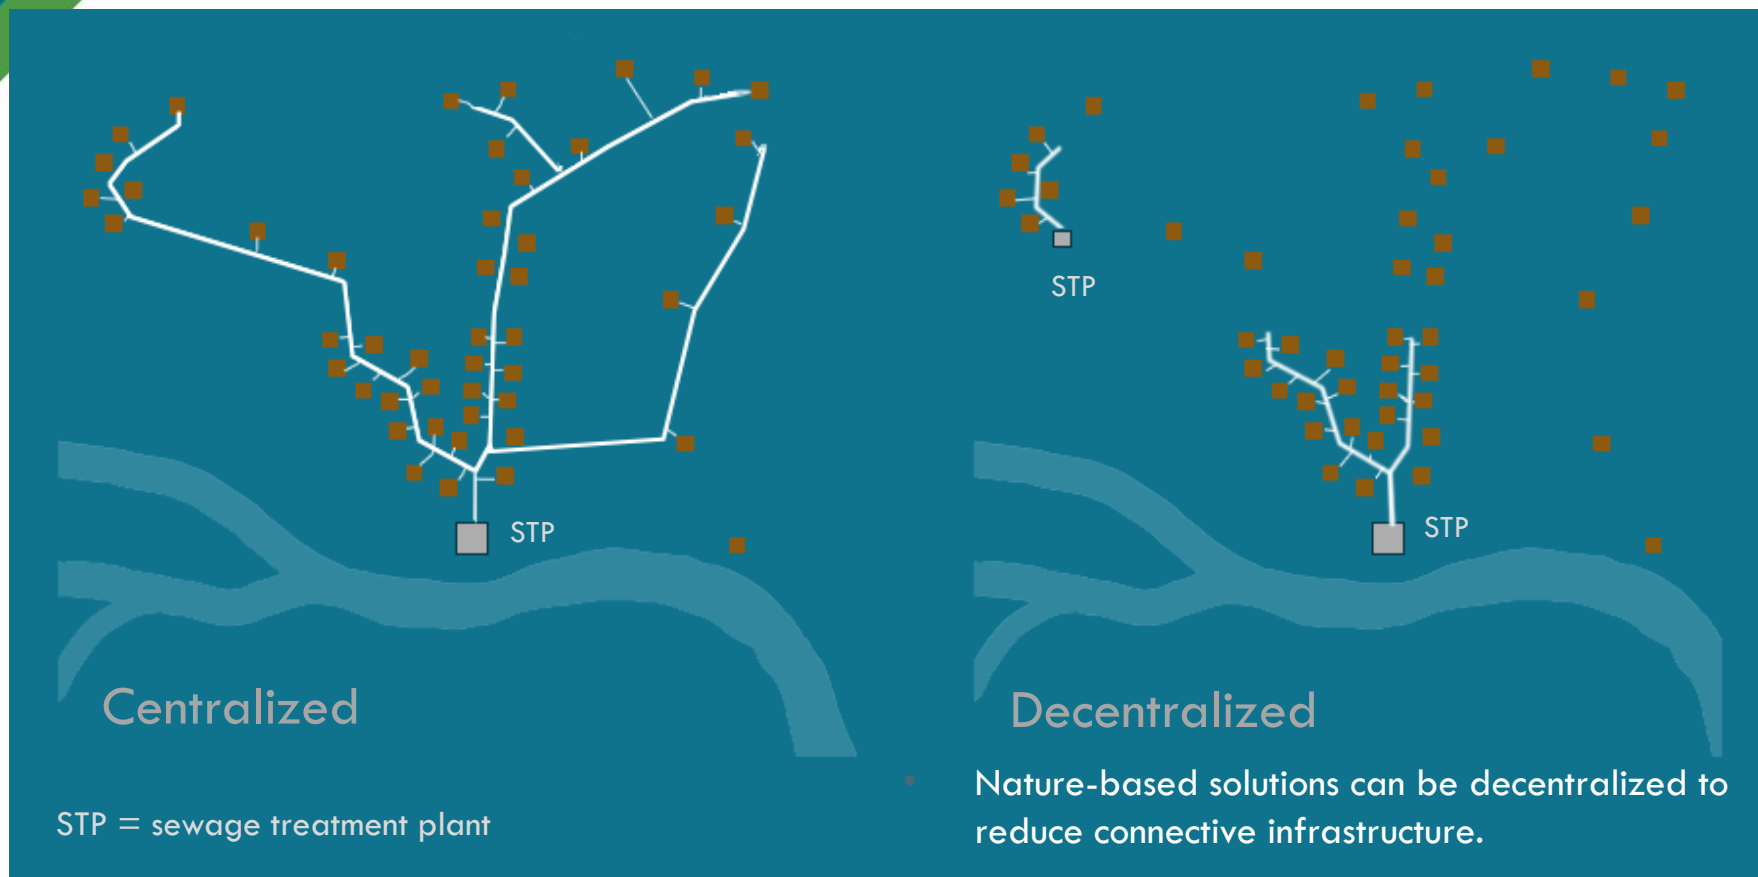 STP
STP
STP
Centralized
Decentralized
STP = sewage treatment plant
• Nature-based solutions can be decentralized to
reduce connective infrastructure.